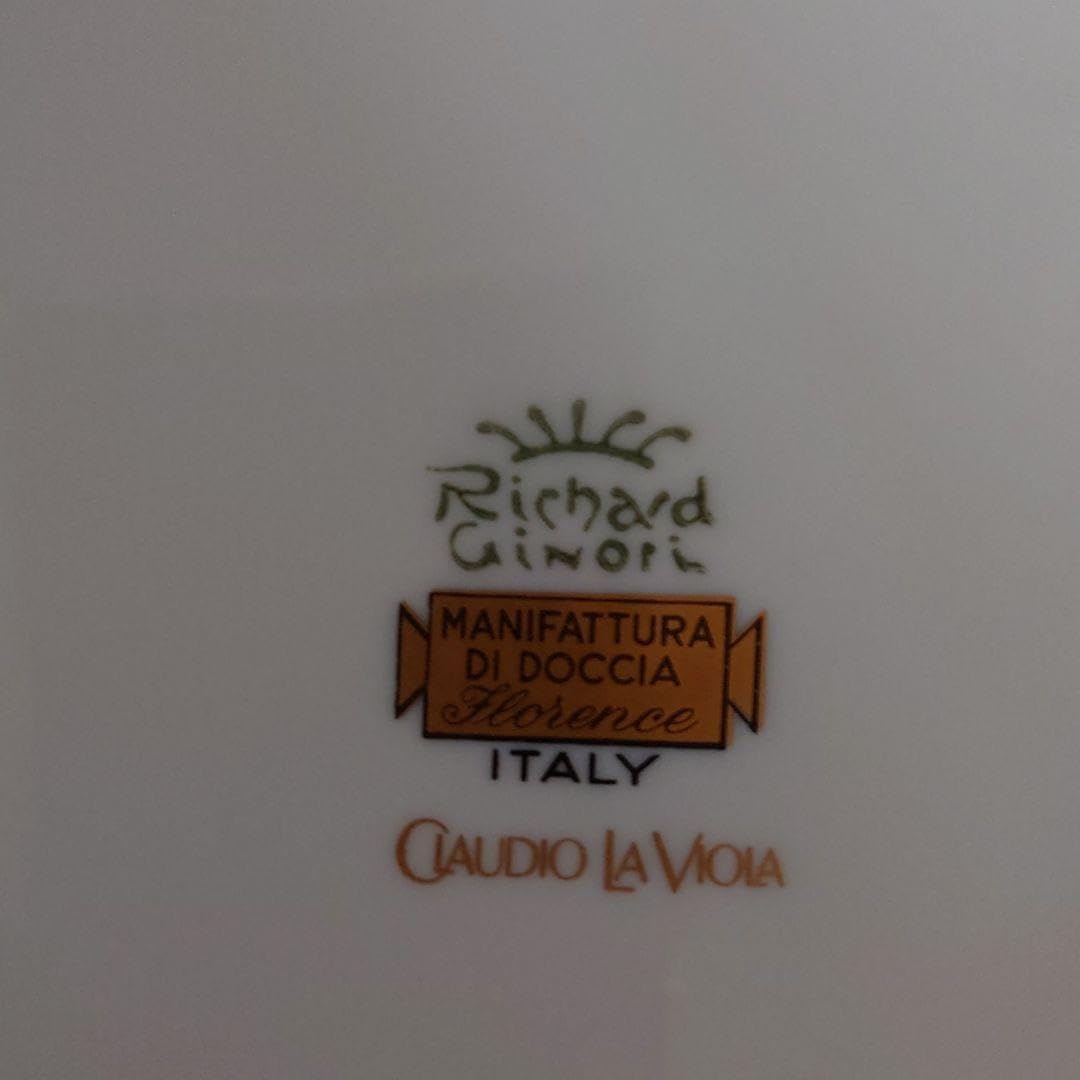 Richard
Ginori
MANIFATTURA
DI DOCCIA
Florence
ITALY
CLAUDIO LA VIOLA